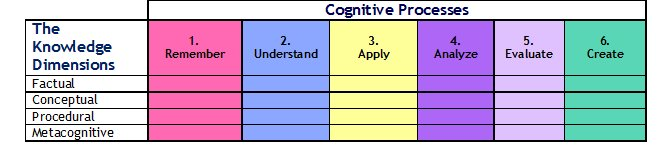 Cognitive Processes
The
Knowledge
Dimensions
1.
Remember
2.
Understand
3.
Apply
4.
Analyze
5.
Evaluate
6.
Create
Factual
Conceptual
Procedural
Metacognitive